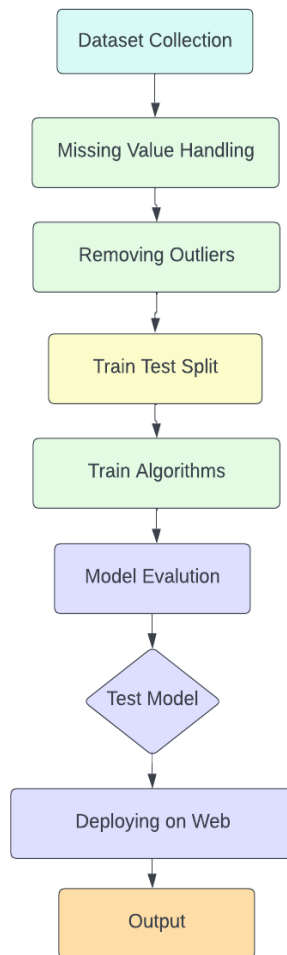 Dataset Collection
Missing Value Handling
Removing Outliers
Train Test Split
Train Algorithms
Model Evalution
Test Model
Deploying on Web
Output